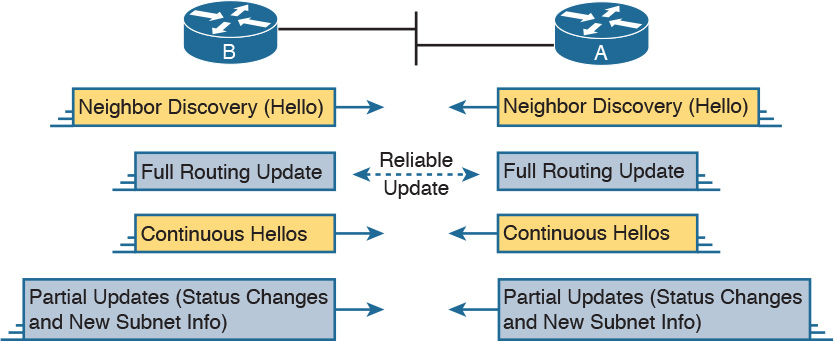 B
A
Neighbor Discovery (Hello)
Neighbor Discovery (Hello)
Full Routing Update
Reliable
Update
Full Routing Update
Continuous Hellos
Continuous Hellos
Partial Updates (Status Changes
and New Subnet Info)
Partial Updates (Status Changes
and New Subnet Info)